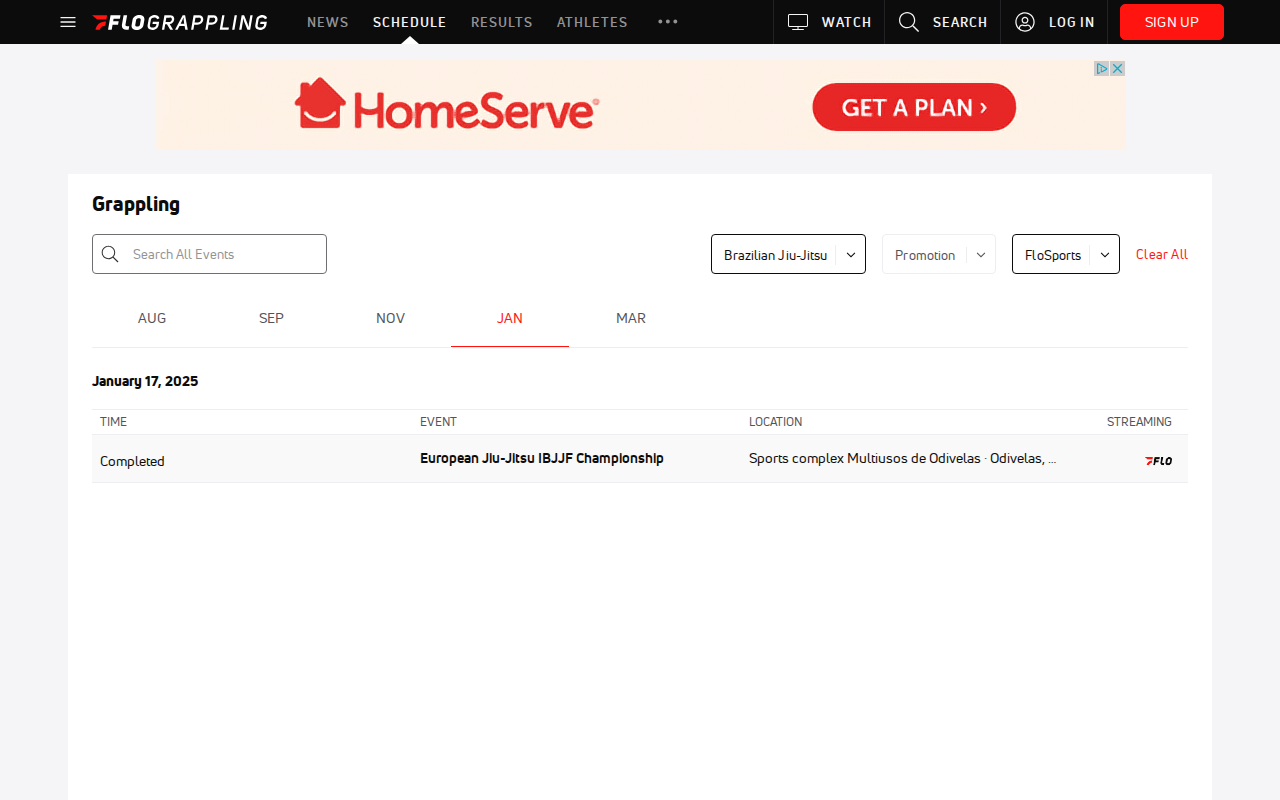 FLOGRAPPLING NEWS SCHEDULE RESULTS ATHLETES WATCH SEARCH LOG IN SIGN UP
HomeServe GET A PLAN ›
Grappling
Search All Events Brazilian Jiu-Jitsu Promotion FloSports Clear All
AUG SEP NOV JAN MAR
January 17, 2025
TIME EVENT LOCATION STREAMING
Completed European Jiu-Jitsu IBJJF Championship Sports complex Multiusos de Odivelas · Odivelas, ... FLO